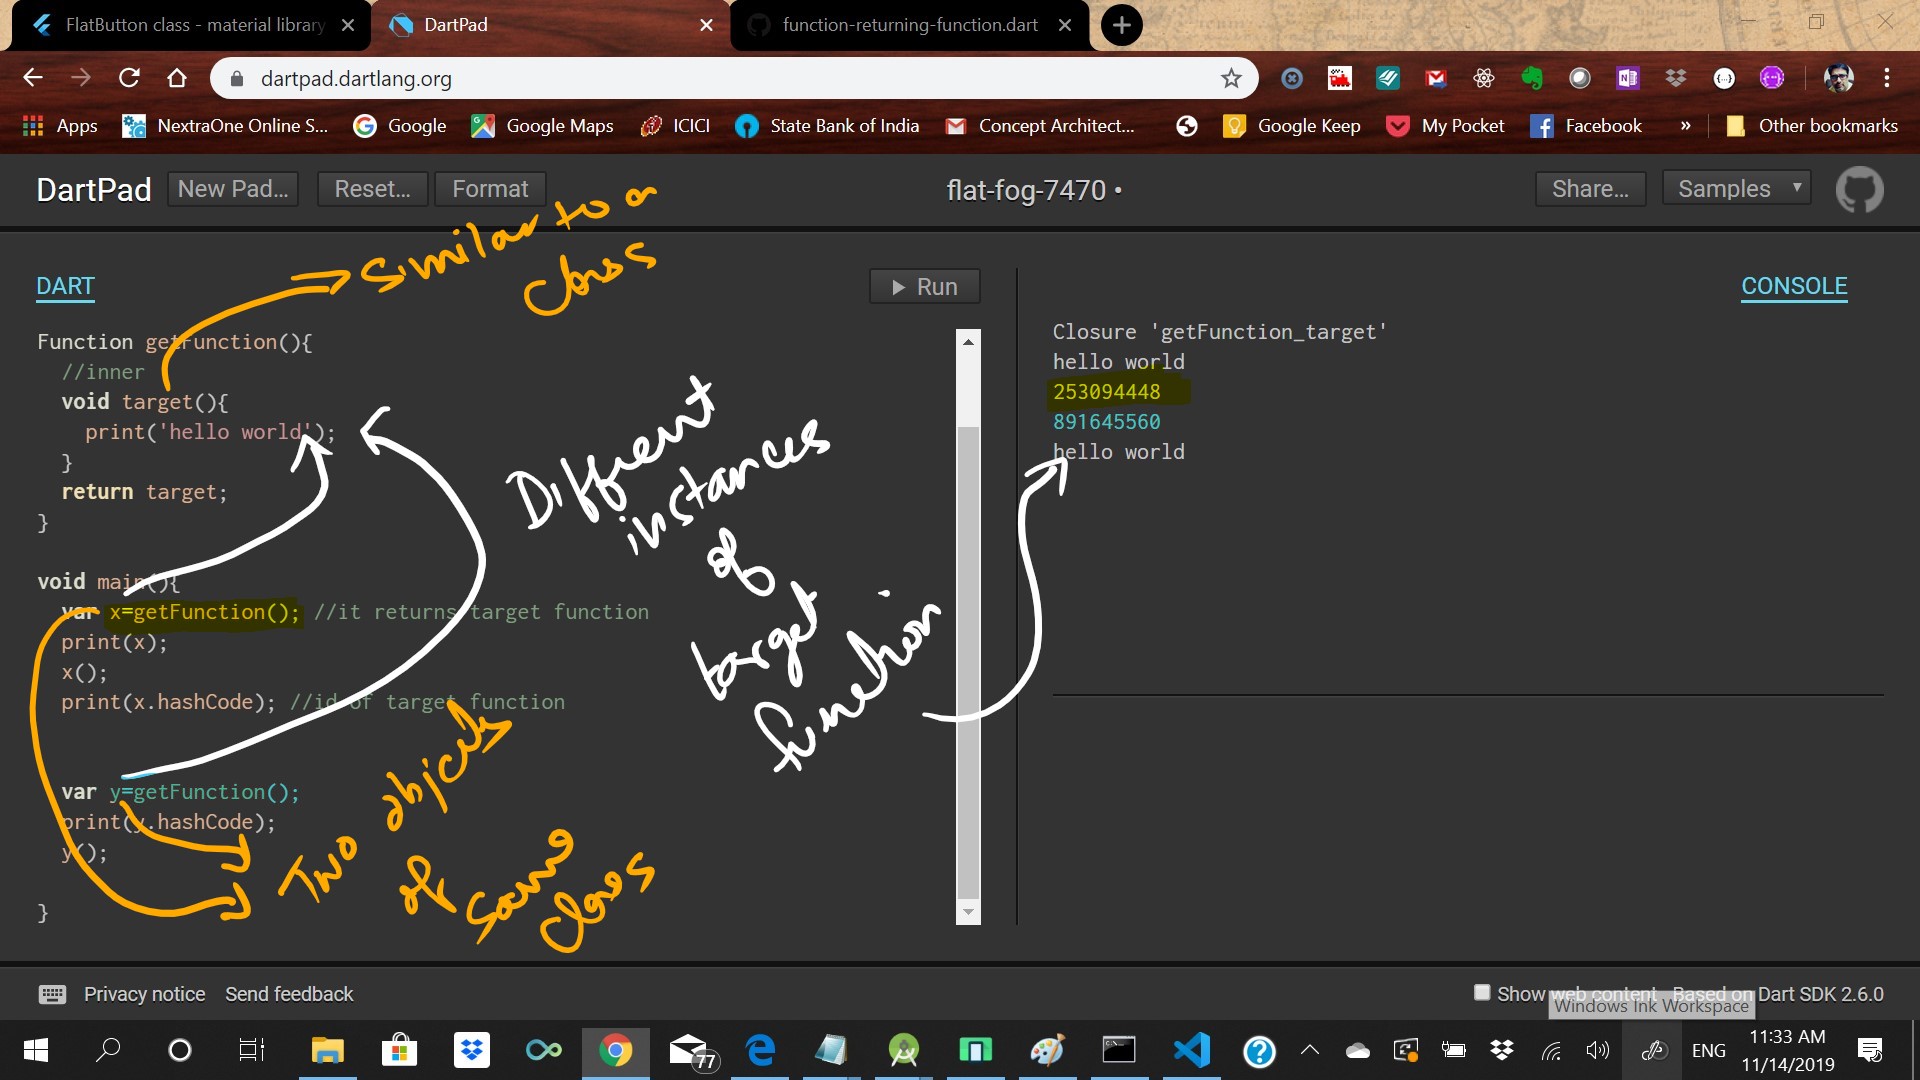 FlatButton class - material library
DartPad
function-returning-function.dart
dartpad.dartlang.org
Apps
NextraOne Online S...
Google
Google Maps
ICICI
State Bank of India
Concept Architect...
Google Keep
My Pocket
Facebook
»
Other bookmarks
DartPad
New Pad...
Reset...
Format
flat-fog-7470 •
Share...
Samples
Similar to a
class
DART
Run
CONSOLE
Function getFunction(){
//inner
void target(){
print('hello world');
}
return target;
}
void main(){
var x=getFunction(); //it returns target function
print(x);
x();
print(x.hashCode); //id of target function
var y=getFunction();
print(y.hashCode);
y();
}
Diffrent
instances
of
target
function
Two objects
of same
class
Closure 'getFunction_target'
hello world
253094448
891645560
hello world
Privacy notice
Send feedback
Show web content
Based on Dart SDK 2.6.0
Windows Ink Workspace
77
ENG
11:33 AM
11/14/2019